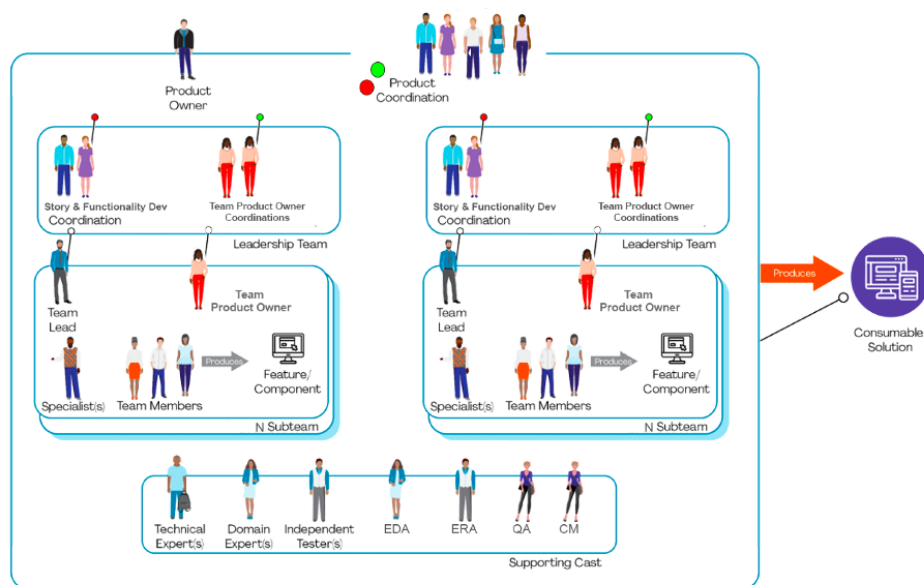 Product
Owner
Product
Coordination
Story & Functionality Dev
Coordination
Team Product Owner
Coordinations
Leadership Team
Team
Lead
Team
Product Owner
Specialist(s)
Team Members
Produces
Feature/
Component
N Subteam
Story & Functionality Dev
Coordination
Team Product Owner
Coordinations
Leadership Team
Team
Lead
Team
Product Owner
Specialist(s)
Team Members
Produces
Feature/
Component
N Subteam
Produces
Consumable
Solution
Technical
Expert(s)
Domain
Expert(s)
Independent
Tester(s)
EDA
ERA
QA
CM
Supporting Cast